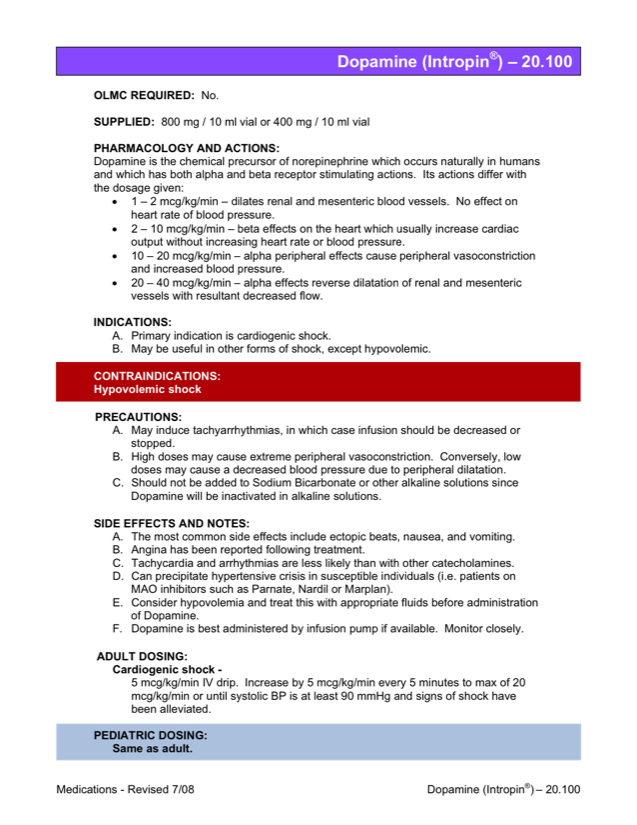 Dopamine (Intropin®) – 20.100
OLMC REQUIRED: No.
SUPPLIED: 800 mg / 10 ml vial or 400 mg / 10 ml vial
PHARMACOLOGY AND ACTIONS:
Dopamine is the chemical precursor of norepinephrine which occurs naturally in humans
and which has both alpha and beta receptor stimulating actions. Its actions differ with
the dosage given:
• 1 – 2 mcg/kg/min – dilates renal and mesenteric blood vessels. No effect on
heart rate of blood pressure.
• 2 – 10 mcg/kg/min – beta effects on the heart which usually increase cardiac
output without increasing heart rate or blood pressure.
• 10 – 20 mcg/kg/min – alpha peripheral effects cause peripheral vasoconstriction
and increased blood pressure.
• 20 – 40 mcg/kg/min – alpha effects reverse dilatation of renal and mesenteric
vessels with resultant decreased flow.
INDICATIONS:
A. Primary indication is cardiogenic shock.
B. May be useful in other forms of shock, except hypovolemic.
CONTRAINDICATIONS:
Hypovolemic shock
PRECAUTIONS:
A. May induce tachyarrhythmias, in which case infusion should be decreased or
stopped.
B. High doses may cause extreme peripheral vasoconstriction. Conversely, low
doses may cause a decreased blood pressure due to peripheral dilatation.
C. Should not be added to Sodium Bicarbonate or other alkaline solutions since
Dopamine will be inactivated in alkaline solutions.
SIDE EFFECTS AND NOTES:
A. The most common side effects include ectopic beats, nausea, and vomiting.
B. Angina has been reported following treatment.
C. Tachycardia and arrhythmias are less likely than with other catecholamines.
D. Can precipitate hypertensive crisis in susceptible individuals (i.e. patients on
MAO inhibitors such as Parnate, Nardil or Marplan).
E. Consider hypovolemia and treat this with appropriate fluids before administration
of Dopamine.
F. Dopamine is best administered by infusion pump if available. Monitor closely.
ADULT DOSING:
Cardiogenic shock -
5 mcg/kg/min IV drip. Increase by 5 mcg/kg/min every 5 minutes to max of 20
mcg/kg/min or until systolic BP is at least 90 mmHg and signs of shock have
been alleviated.
PEDIATRIC DOSING:
Same as adult.
Medications - Revised 7/08
Dopamine (Intropin®) – 20.100